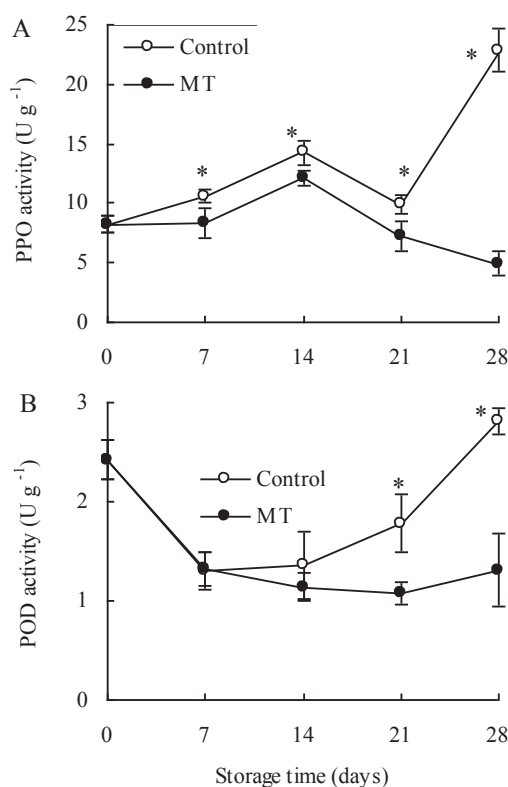 A
25
Control
MT
20
15
10
5
0
PPO activity (U g⁻¹)
*
*
*
*
0 7 14 21 28
B
3
2
1
0
POD activity (U g⁻¹)
Control
MT
*
*
0 7 14 21 28
Storage time (days)